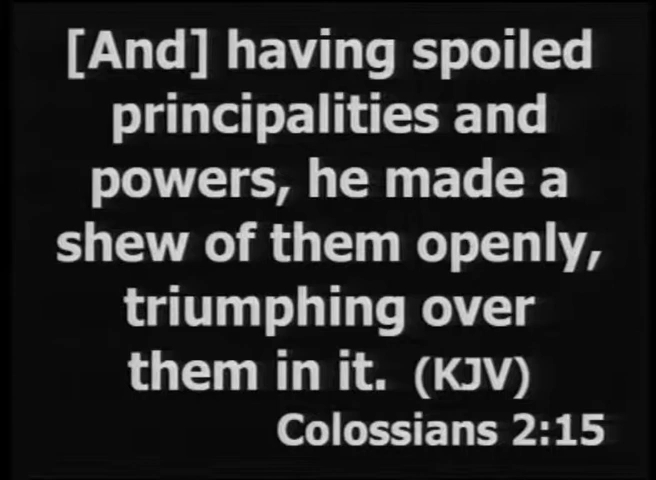 [And] having spoiled
principalities and
powers, he made a
shew of them openly,
triumphing over
them in it. (KJV)
Colossians 2:15